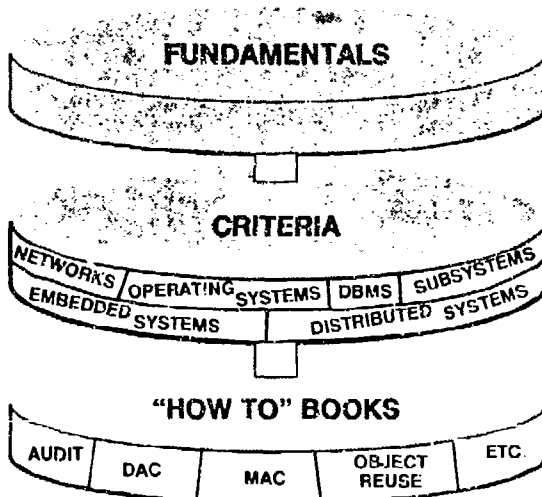 FUNDAMENTALS
CRITERIA
NETWORKS
OPERATING SYSTEMS
DBMS
SUBSYSTEMS
EMBEDDED SYSTEMS
DISTRIBUTED SYSTEMS
"HOW TO" BOOKS
AUDIT
DAC
MAC
OBJECT
REUSE
ETC.